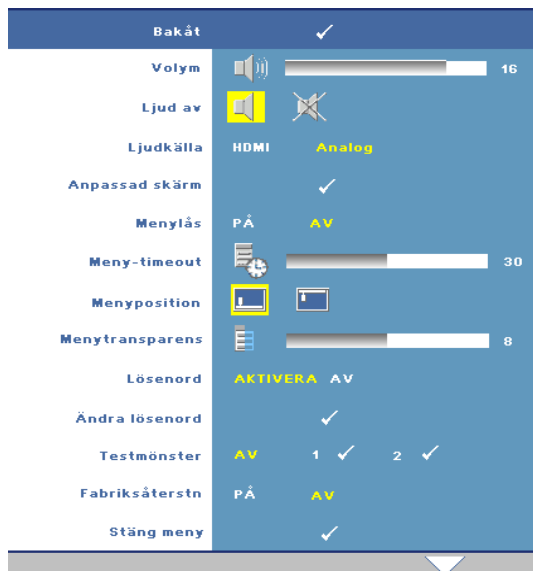 Bakåt
Volym 16
Ljud av
Ljudkälla HDMI Analog
Anpassad skärm
Menylås PÅ AV
Meny-timeout 30
Menyposition
Menytransparens 8
Lösenord AKTIVERA AV
Ändra lösenord
Testmönster AV 1 2
Fabriksåterstn PÅ AV
Stäng meny